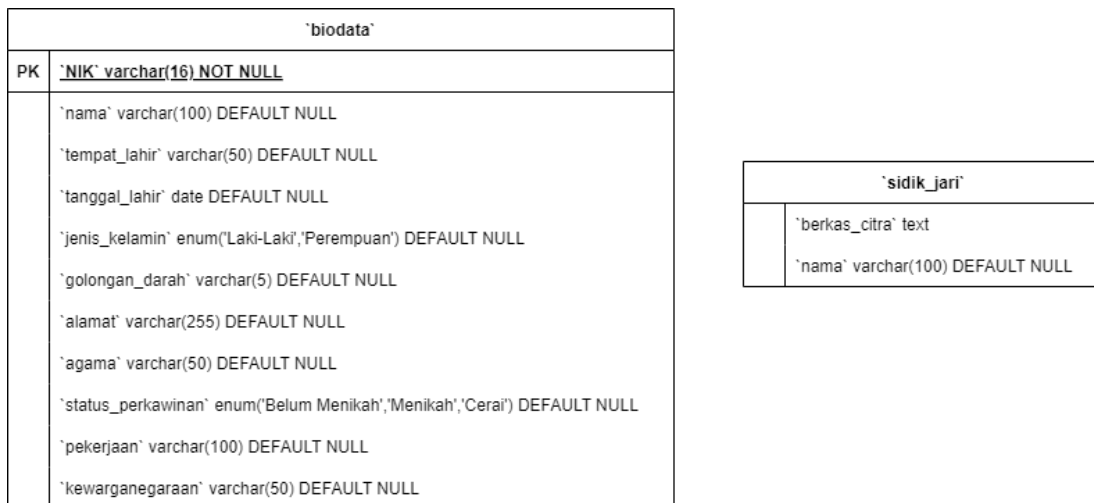 `biodata`
PK `NIK` varchar(16) NOT NULL
`nama` varchar(100) DEFAULT NULL
`tempat_lahir` varchar(50) DEFAULT NULL
`tanggal_lahir` date DEFAULT NULL
`jenis_kelamin` enum('Laki-Laki','Perempuan') DEFAULT NULL
`golongan_darah` varchar(5) DEFAULT NULL
`alamat` varchar(255) DEFAULT NULL
`agama` varchar(50) DEFAULT NULL
`status_perkawinan` enum('Belum Menikah','Menikah','Cerai') DEFAULT NULL
`pekerjaan` varchar(100) DEFAULT NULL
`kewarganegaraan` varchar(50) DEFAULT NULL
`sidik_jari`
`berkas_citra` text
`nama` varchar(100) DEFAULT NULL